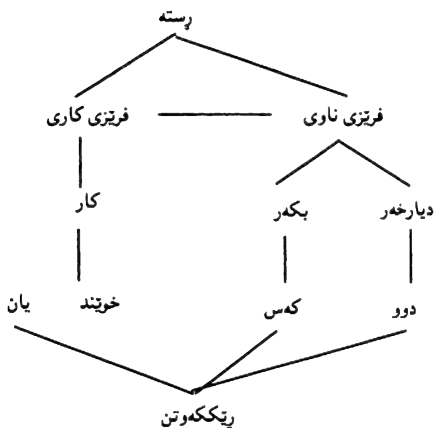 ڕستە
فرێزی ناوی فرێزی کاری
دیارخەر بکەر کار
دوو کەس خوێند یان
ڕێککەوتن